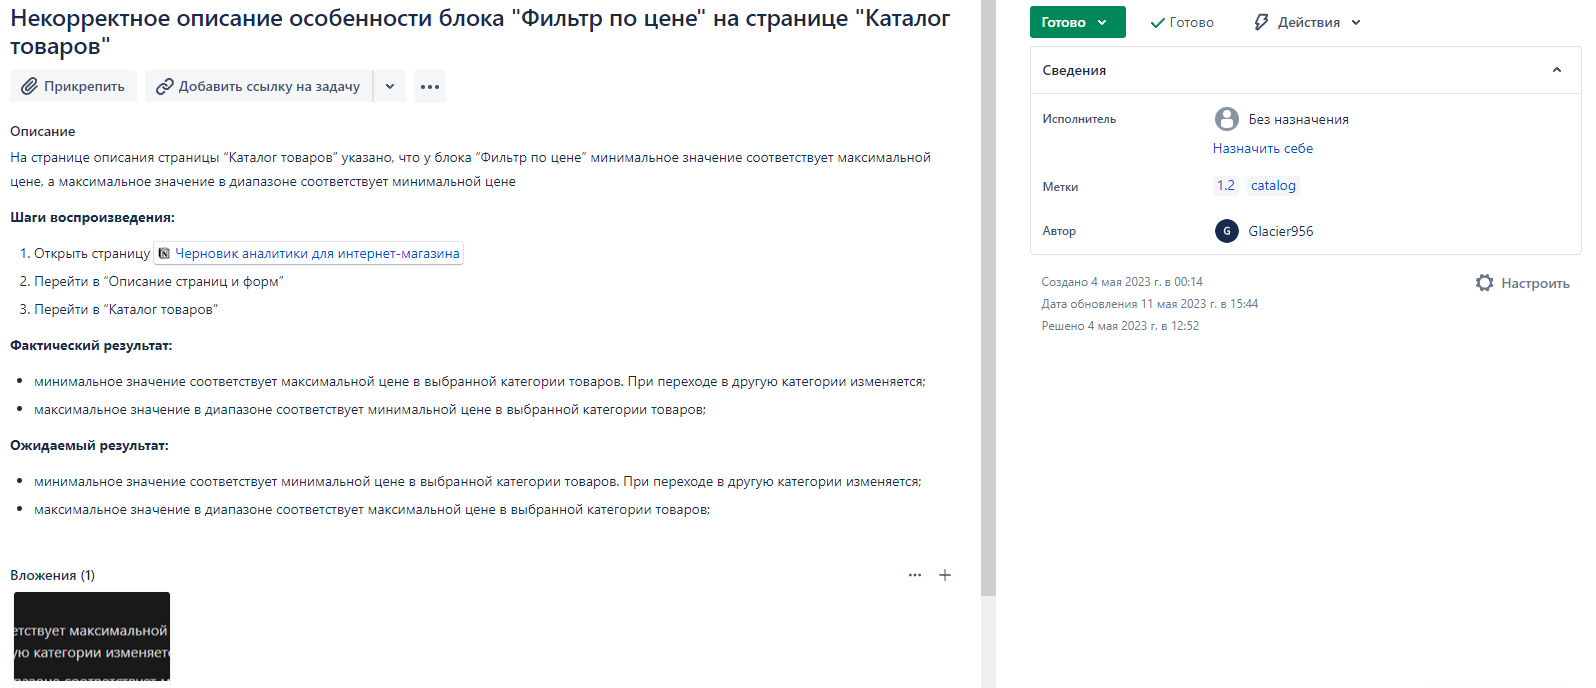 Некорректное описание особенности блока "Фильтр по цене" на странице "Каталог
товаров"
Прикрепить
Добавить ссылку на задачу
Описание
На странице описания страницы “Каталог товаров” указано, что у блока “Фильтр по цене” минимальное значение соответствует максимальной
цене, а максимальное значение в диапазоне соответствует минимальной цене
Шаги воспроизведения:
1. Открыть страницу Черновик аналитики для интернет-магазина
2. Перейти в “Описание страниц и форм”
3. Перейти в “Каталог товаров”
Фактический результат:
• минимальное значение соответствует максимальной цене в выбранной категории товаров. При переходе в другую категории изменяется;
• максимальное значение в диапазоне соответствует минимальной цене в выбранной категории товаров;
Ожидаемый результат:
• минимальное значение соответствует минимальной цене в выбранной категории товаров. При переходе в другую категории изменяется;
• максимальное значение в диапазоне соответствует максимальной цене в выбранной категории товаров;
Вложения (1)
етствует максимальной
ую категории изменяет
Готово
Готово
Действия
Сведения
Исполнитель
Без назначения
Назначить себе
Метки
1.2 catalog
Автор
G Glacier956
Создано 4 мая 2023 г. в 00:14
Настроить
Дата обновления 11 мая 2023 г. в 15:44
Решено 4 мая 2023 г. в 12:52